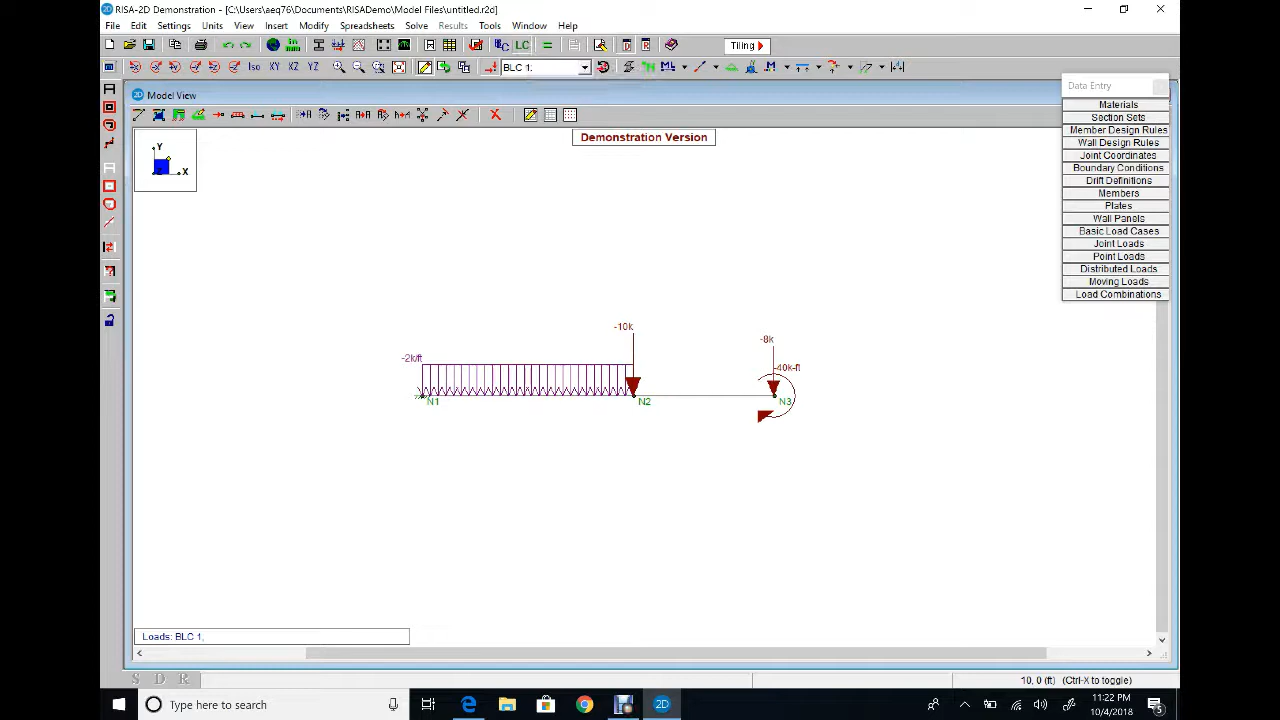 RISA-2D Demonstration - [C:\Users\aeq76\Documents\RISADemo\Model Files\untitled.r2d]
File Edit Settings Units View Insert Modify Spreadsheets Solve Results Tools Window Help
Tiling
Iso XY XZ YZ BLC 1:
Data Entry
Model View
Materials
Section Sets
Member Design Rules
Wall Design Rules
Joint Coordinates
Boundary Conditions
Drift Definitions
Members
Plates
Wall Panels
Basic Load Cases
Joint Loads
Point Loads
Distributed Loads
Moving Loads
Load Combinations
Demonstration Version
Y
X
Z
-10k
-8k
-2k/ft
-40k-ft
N1
N2
N3
Loads: BLC 1,
S D R
10, 0 (ft) (Ctrl-X to toggle)
Type here to search
2D
11:22 PM
10/4/2018
5